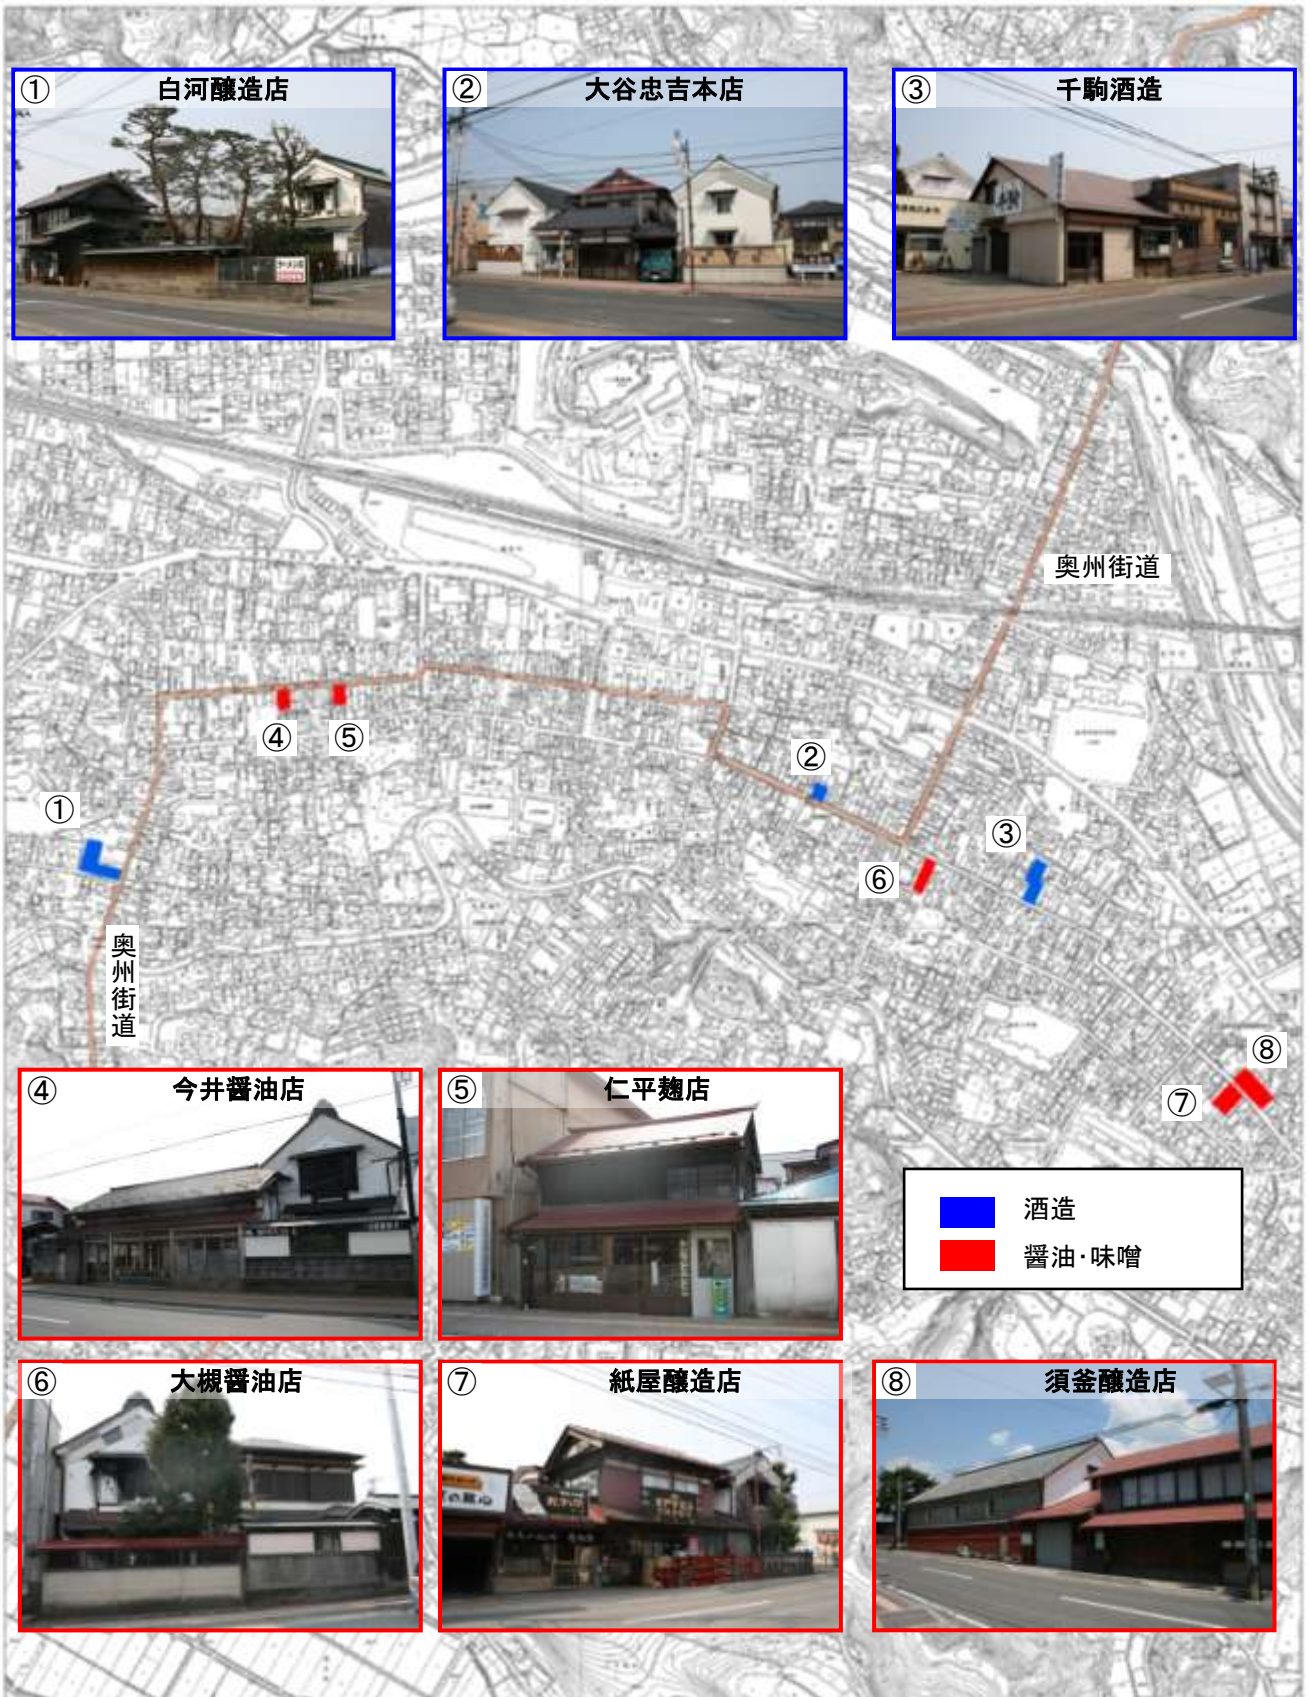 ① 白河醸造店
② 大谷忠吉本店
③ 千駒酒造
奥州街道
④
⑤
②
①
③
⑥
奥州街道
⑧
⑦
④ 今井醤油店
⑤ 仁平麹店
酒造
醤油・味噌
⑥ 大槻醤油店
⑦ 紙屋醸造店
⑧ 須釜醸造店